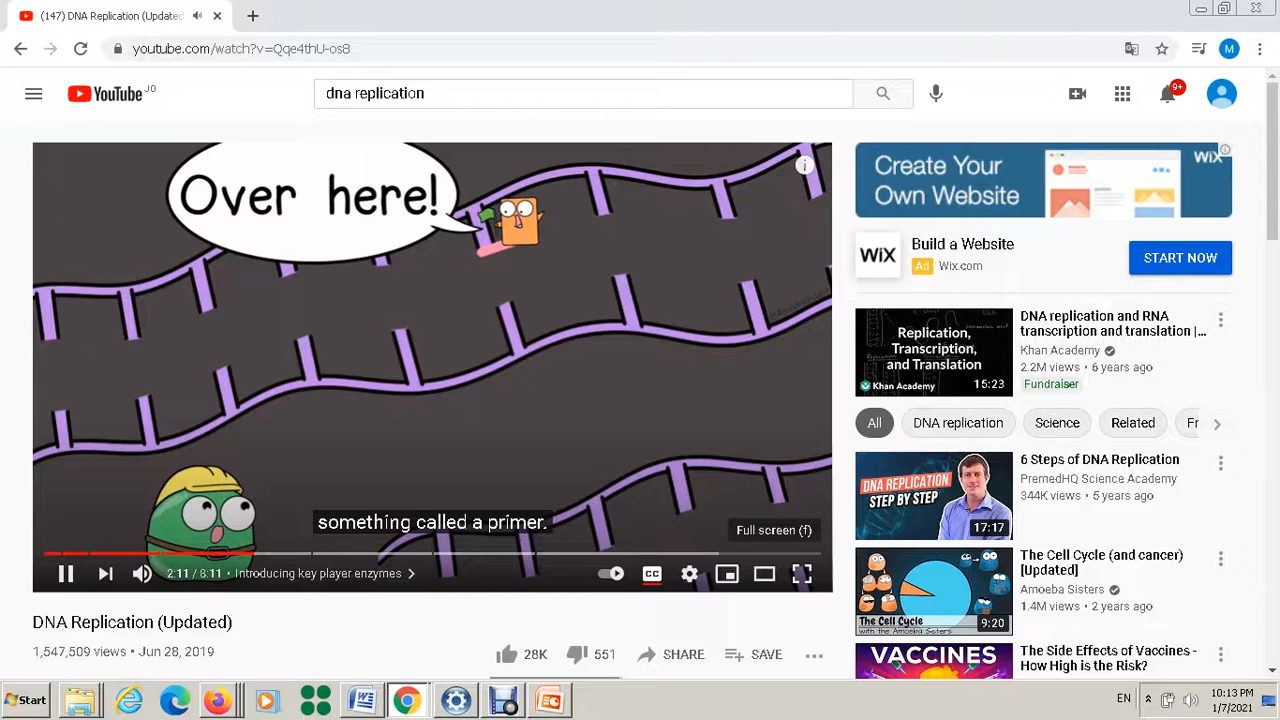 (147) DNA Replication (Updated
youtube.com/watch?v=Qqe4thU-os8
M
YouTube JO
dna replication
9+
Over here!
something called a primer.
Full screen (f)
2:11 / 8:11 • Introducing key player enzymes
CC
DNA Replication (Updated)
1,547,509 views • Jun 28, 2019
28K
551
SHARE
SAVE
Create Your
Own Website
WiX
WiX
Build a Website
Ad Wix.com
START NOW
Replication,
Transcription,
and Translation
Khan Academy
15:23
DNA replication and RNA
transcription and translation |...
Khan Academy
2.2M views • 6 years ago
Fundraiser
All
DNA replication
Science
Related
Fr
DNA REPLICATION
STEP BY STEP
17:17
6 Steps of DNA Replication
PremedHQ Science Academy
344K views • 5 years ago
The Cell Cycle
with the Amoeba Sisters
9:20
The Cell Cycle (and cancer)
[Updated]
Amoeba Sisters
1.4M views • 2 years ago
VACCINES
The Side Effects of Vaccines -
How High is the Risk?
Start
EN
10:13 PM
1/7/2021